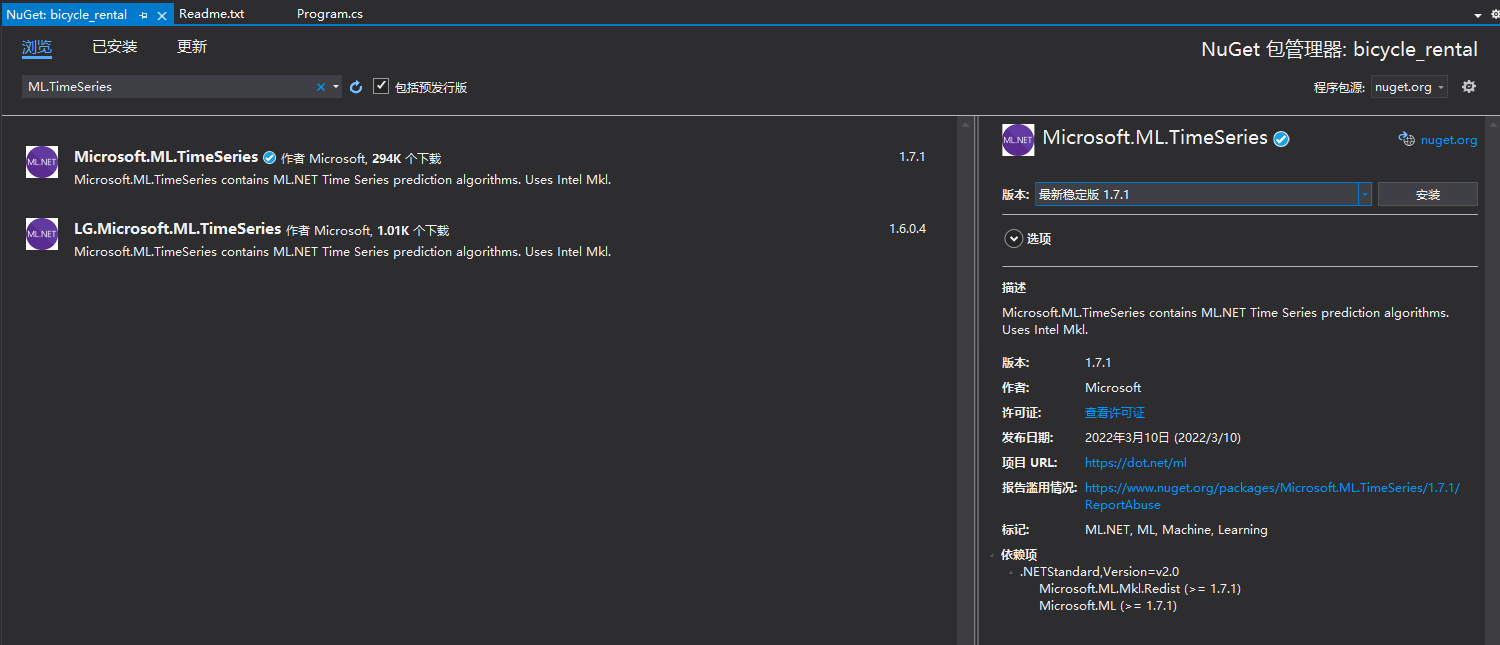 NuGet: bicycle_rental
Readme.txt
Program.cs
浏览
已安装
更新
NuGet 包管理器: bicycle_rental
ML.TimeSeries
包括预发行版
程序包源: nuget.org
ML.NET
Microsoft.ML.TimeSeries 作者 Microsoft, 294K 个下载
1.7.1
Microsoft.ML.TimeSeries contains ML.NET Time Series prediction algorithms. Uses Intel Mkl.
ML.NET
LG.Microsoft.ML.TimeSeries 作者 Microsoft, 1.01K 个下载
1.6.0.4
Microsoft.ML.TimeSeries contains ML.NET Time Series prediction algorithms. Uses Intel Mkl.
ML.NET
Microsoft.ML.TimeSeries
nuget.org
版本: 最新稳定版 1.7.1
安装
选项
描述
Microsoft.ML.TimeSeries contains ML.NET Time Series prediction algorithms.
Uses Intel Mkl.
版本: 1.7.1
作者: Microsoft
许可证: 查看许可证
发布日期: 2022年3月10日 (2022/3/10)
项目 URL: https://dot.net/ml
报告滥用情况: https://www.nuget.org/packages/Microsoft.ML.TimeSeries/1.7.1/
ReportAbuse
标记: ML.NET, ML, Machine, Learning
依赖项
.NETStandard,Version=v2.0
Microsoft.ML.Mkl.Redist (>= 1.7.1)
Microsoft.ML (>= 1.7.1)